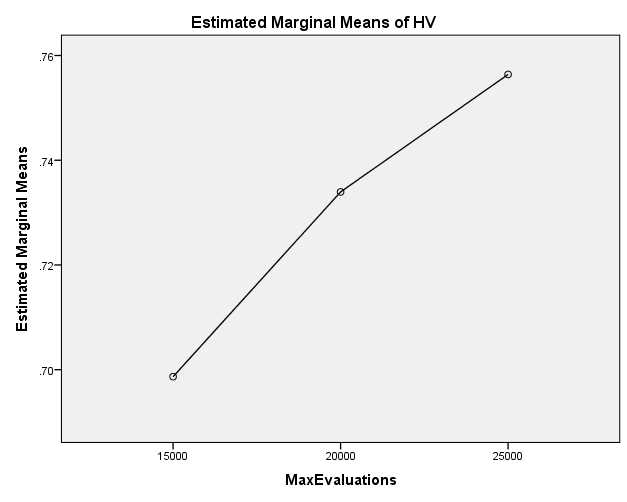 Estimated Marginal Means of HV
Estimated Marginal Means
.76
.74
.72
.70
15000
20000
25000
MaxEvaluations